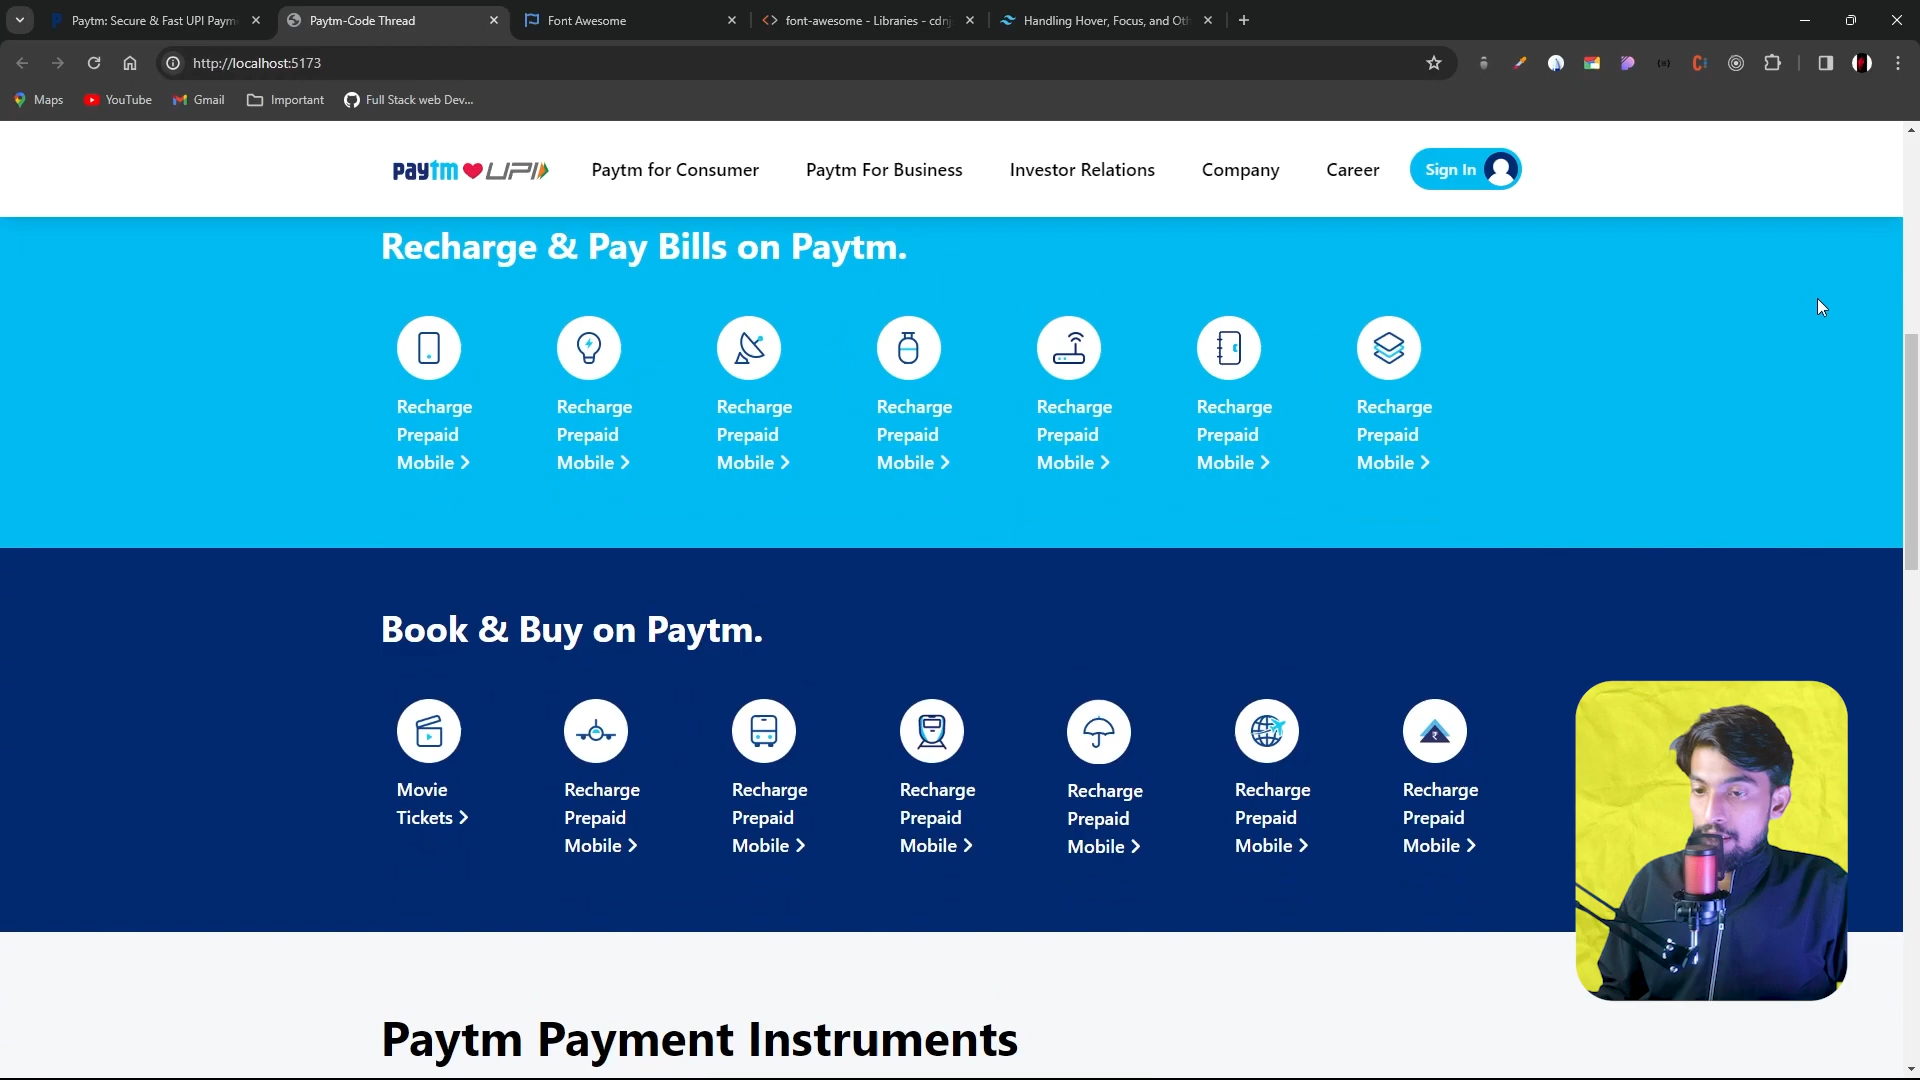 Paytm: Secure & Fast UPI Paym
Paytm-Code Thread
Font Awesome
font-awesome - Libraries - cdnj
Handling Hover, Focus, and Oth
http://localhost:5173
Maps
YouTube
Gmail
Important
Full Stack web Dev...
paytm UPI
Paytm for Consumer
Paytm For Business
Investor Relations
Company
Career
Sign In
Recharge & Pay Bills on Paytm.
Recharge
Prepaid
Mobile
Recharge
Prepaid
Mobile
Recharge
Prepaid
Mobile
Recharge
Prepaid
Mobile
Recharge
Prepaid
Mobile
Recharge
Prepaid
Mobile
Recharge
Prepaid
Mobile
Book & Buy on Paytm.
Movie
Tickets
Recharge
Prepaid
Mobile
Recharge
Prepaid
Mobile
Recharge
Prepaid
Mobile
Recharge
Prepaid
Mobile
Recharge
Prepaid
Mobile
Recharge
Prepaid
Mobile
Paytm Payment Instruments